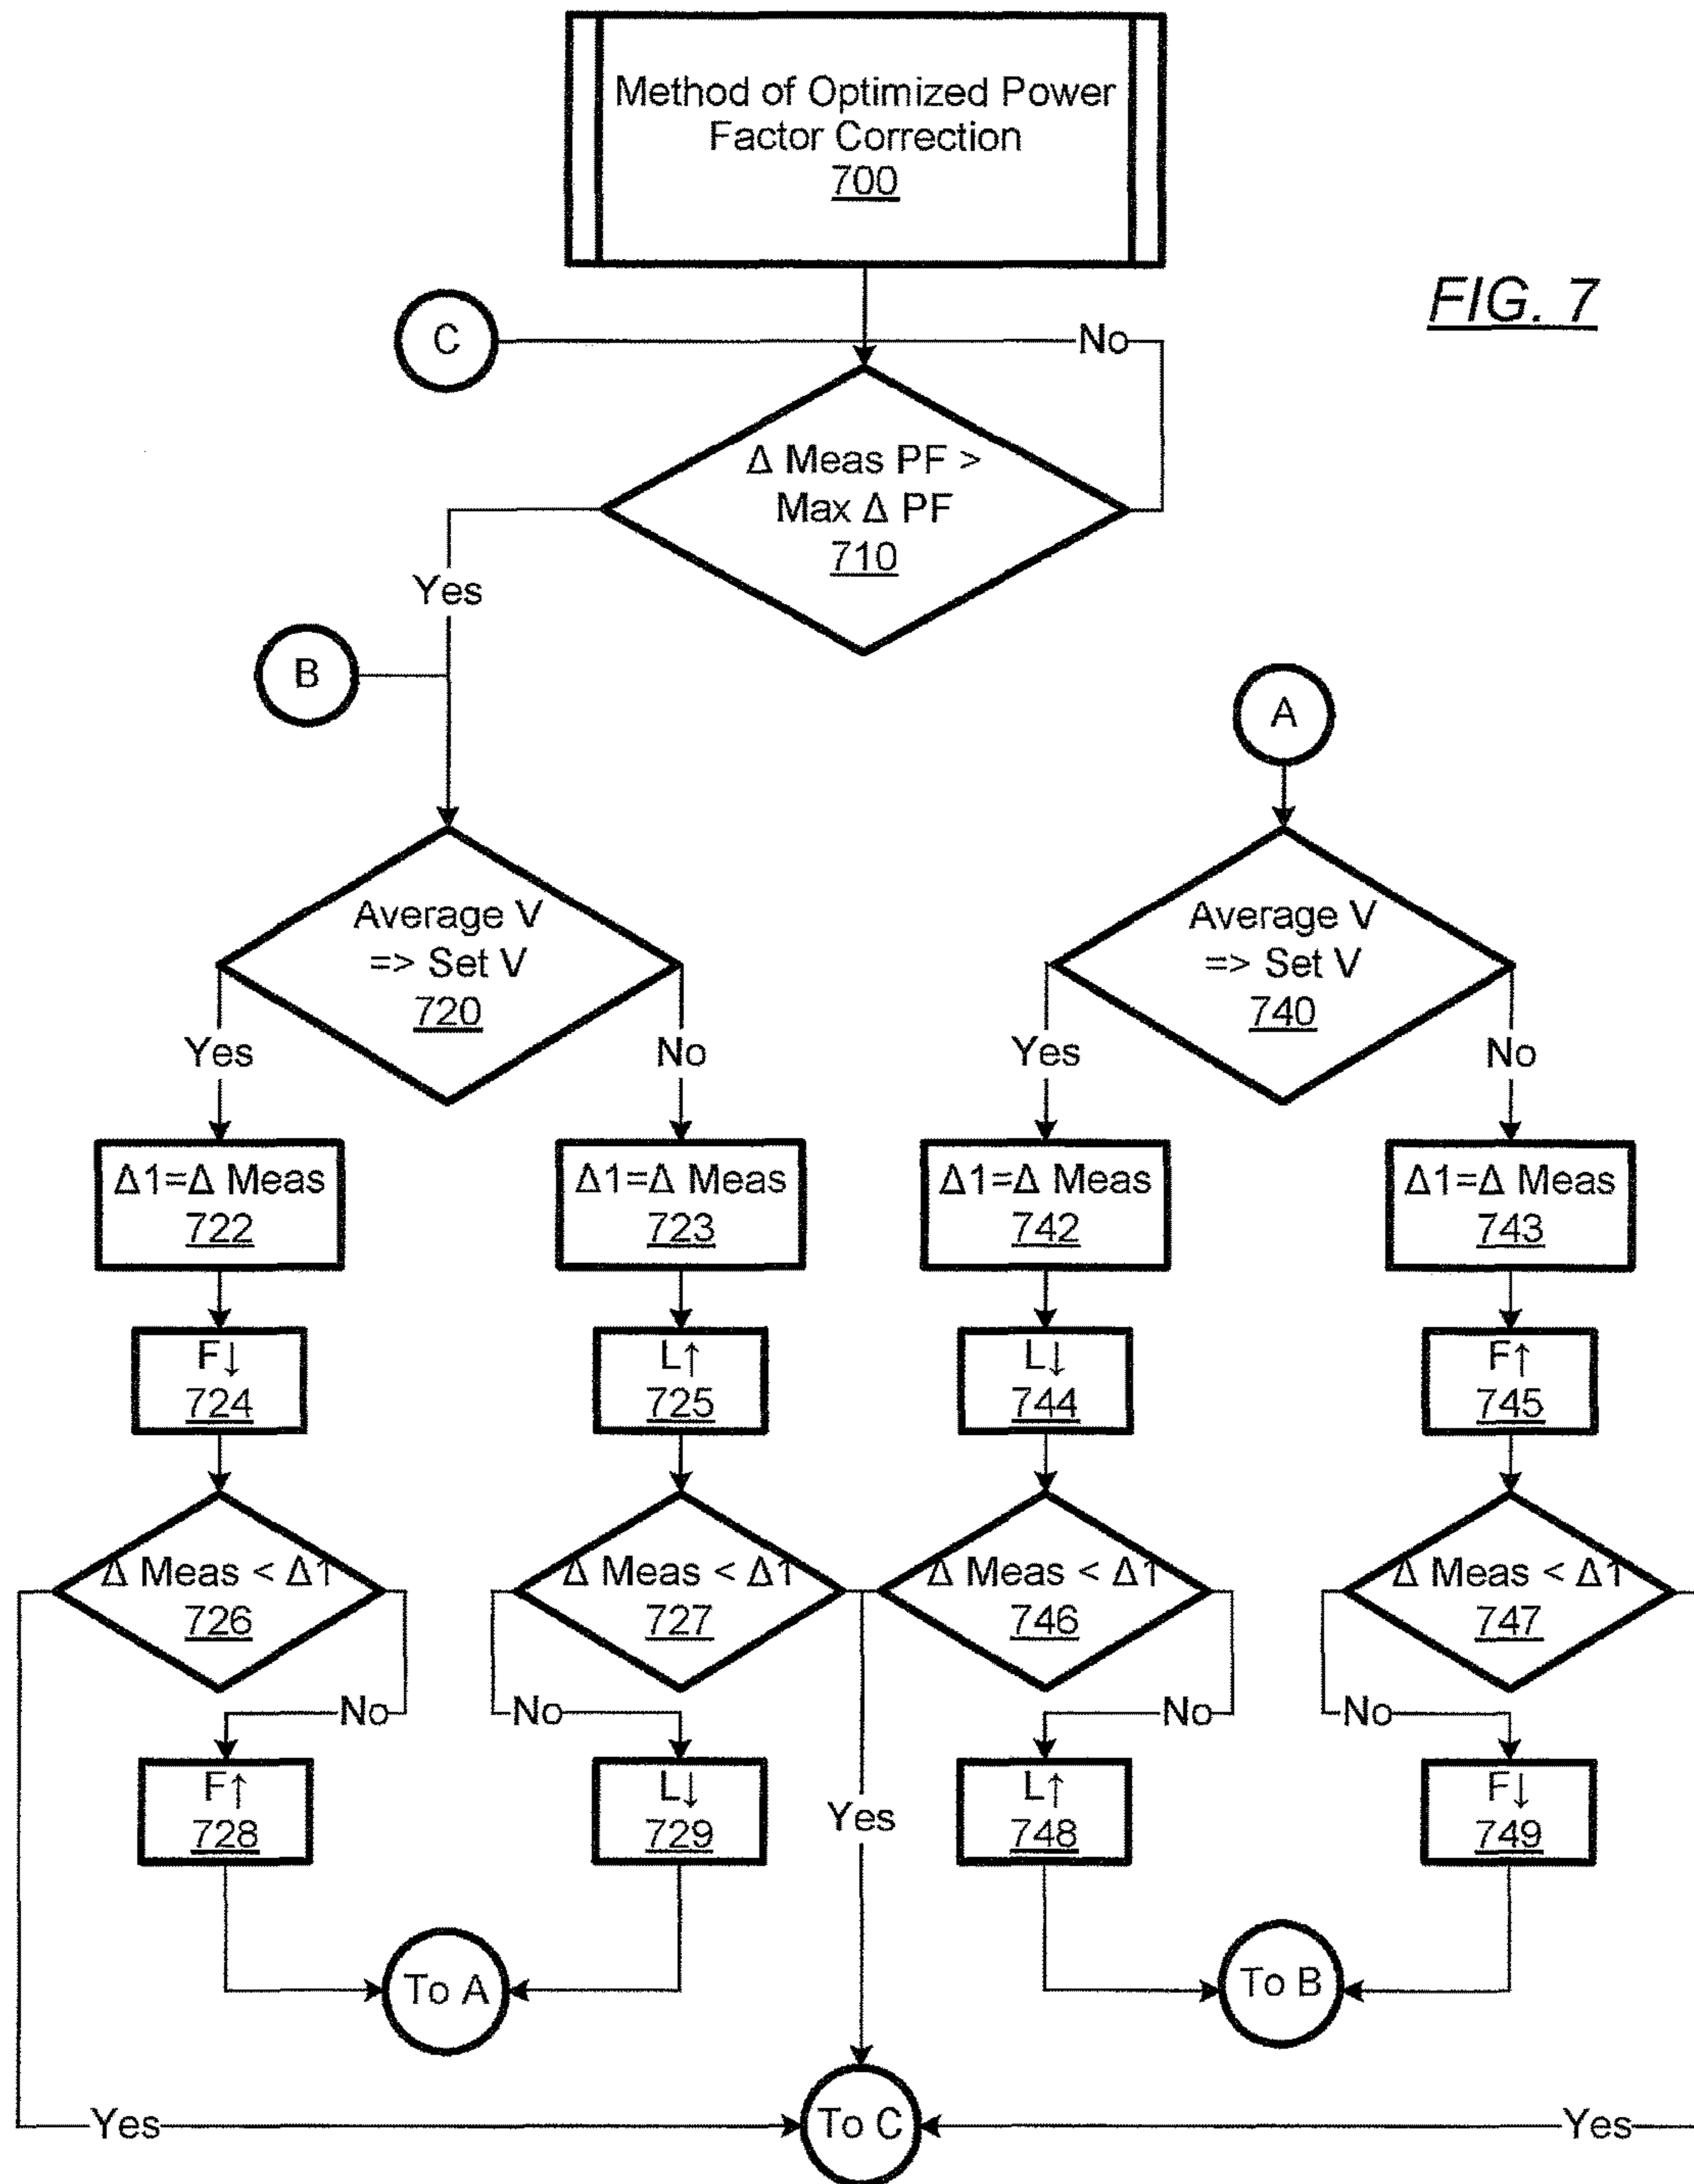 Method of Optimized Power
Factor Correction
700
FIG. 7
C
No
Δ Meas PF >
Max Δ PF
710
Yes
B
A
Average V
=> Set V
720
Average V
=> Set V
740
Yes
No
Yes
No
Δ1=Δ Meas
722
Δ1=Δ Meas
723
Δ1=Δ Meas
742
Δ1=Δ Meas
743
F↓
724
L↑
725
L↓
744
F↑
745
Δ Meas < Δ1
726
Δ Meas < Δ1
727
Δ Meas < Δ1
746
Δ Meas < Δ1
747
No
No
No
No
F↑
728
L↓
729
Yes
L↑
748
F↓
749
To A
To B
Yes
To C
Yes